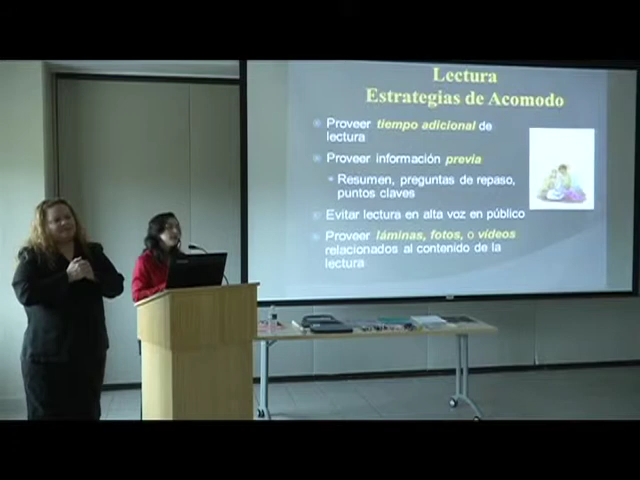 Lectura
Estrategias de Acomodo
Proveer tiempo adicional de
lectura
Proveer información previa
Resumen, preguntas de repaso,
puntos claves
Evitar lectura en alta voz en público
Proveer láminas, fotos, o vídeos
relacionados al contenido de la
lectura